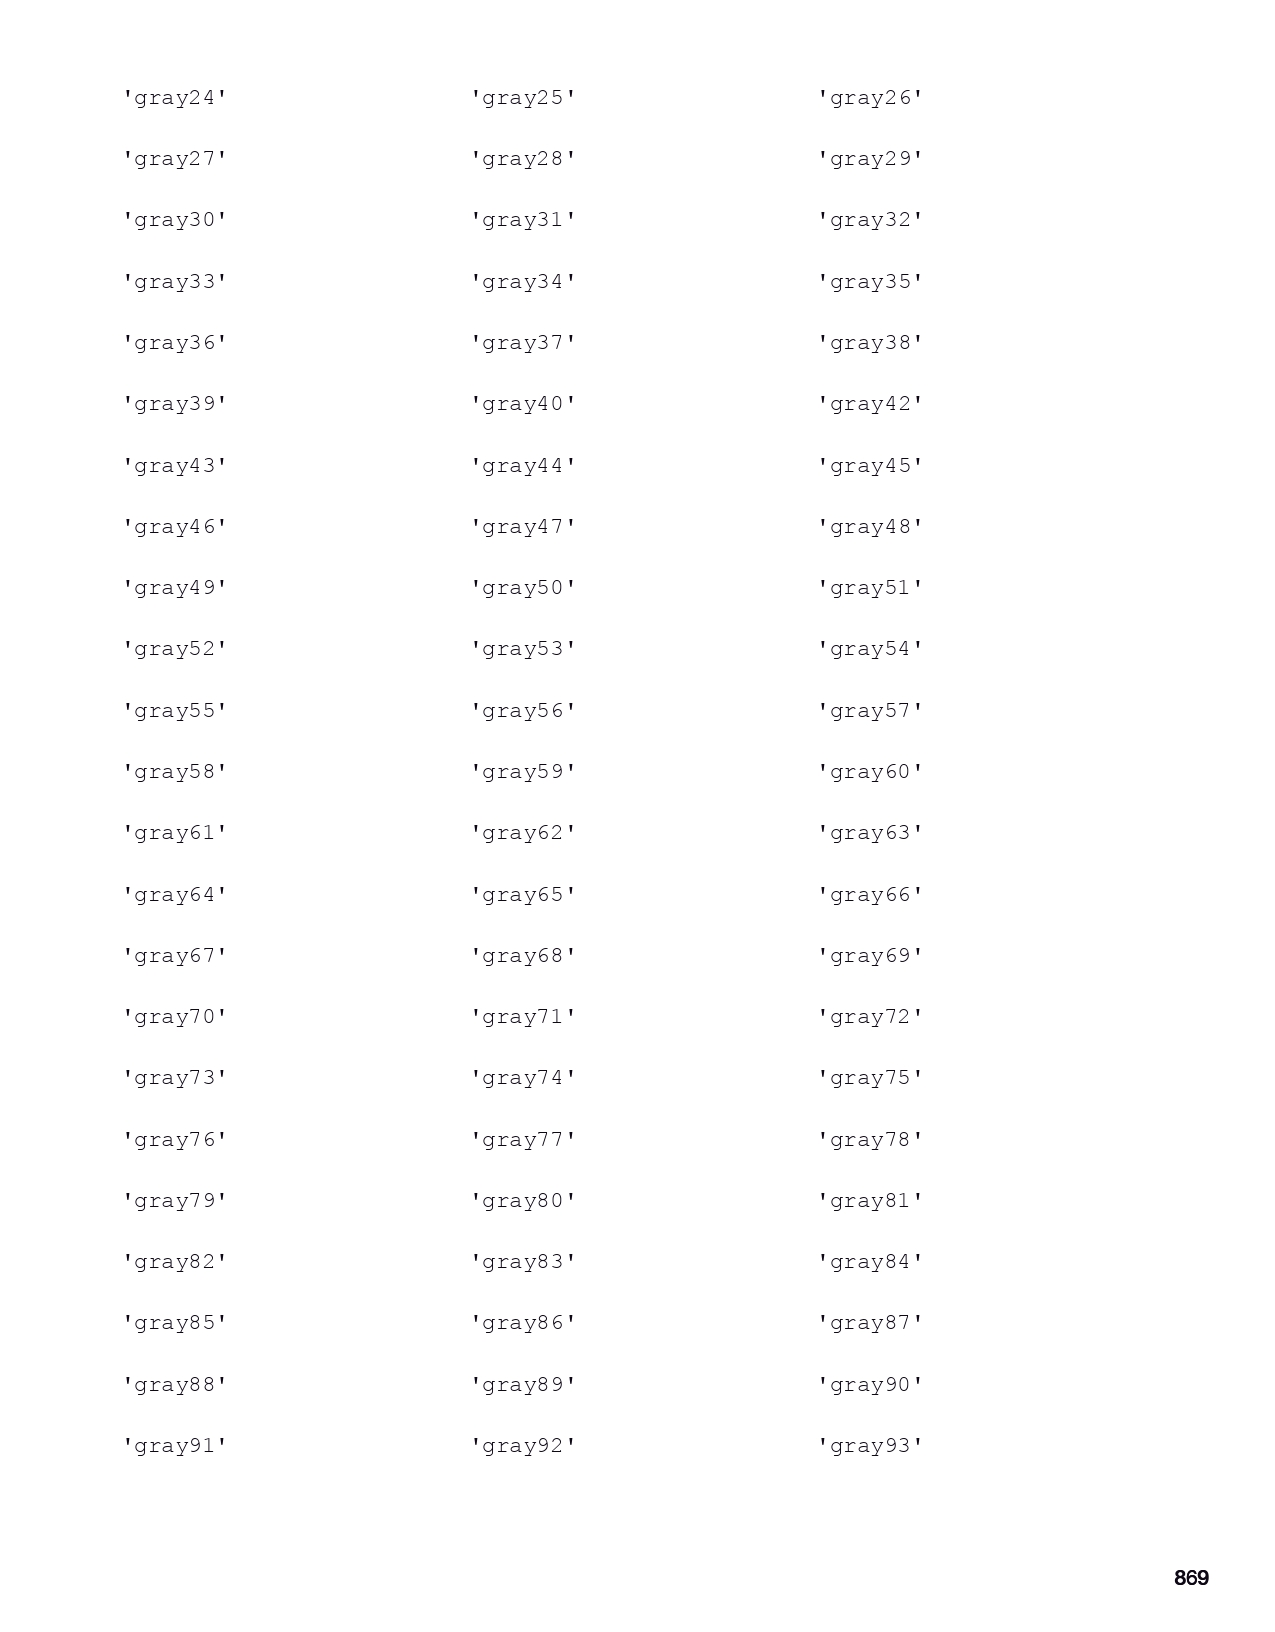 'gray24' 'gray25' 'gray26'
'gray27' 'gray28' 'gray29'
'gray30' 'gray31' 'gray32'
'gray33' 'gray34' 'gray35'
'gray36' 'gray37' 'gray38'
'gray39' 'gray40' 'gray42'
'gray43' 'gray44' 'gray45'
'gray46' 'gray47' 'gray48'
'gray49' 'gray50' 'gray51'
'gray52' 'gray53' 'gray54'
'gray55' 'gray56' 'gray57'
'gray58' 'gray59' 'gray60'
'gray61' 'gray62' 'gray63'
'gray64' 'gray65' 'gray66'
'gray67' 'gray68' 'gray69'
'gray70' 'gray71' 'gray72'
'gray73' 'gray74' 'gray75'
'gray76' 'gray77' 'gray78'
'gray79' 'gray80' 'gray81'
'gray82' 'gray83' 'gray84'
'gray85' 'gray86' 'gray87'
'gray88' 'gray89' 'gray90'
'gray91' 'gray92' 'gray93'
869